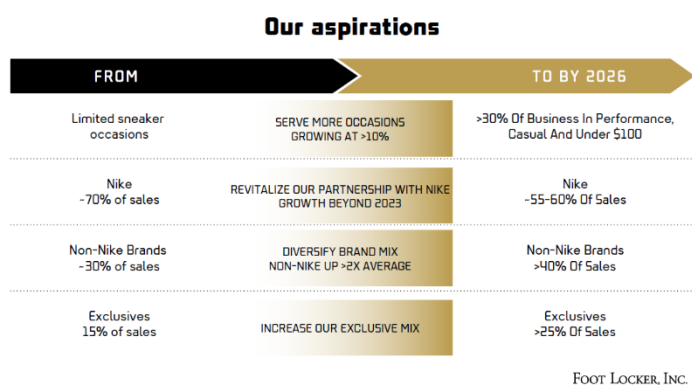 Our aspirations
FROM
TO BY 2026
Limited sneaker
occasions
SERVE MORE OCCASIONS
GROWING AT >10%
>30% Of Business In Performance,
Casual And Under $100
Nike
~70% of sales
REVITALIZE OUR PARTNERSHIP WITH NIKE
GROWTH BEYOND 2023
Nike
~55-60% Of Sales
Non-Nike Brands
~30% of sales
DIVERSIFY BRAND MIX
NON-NIKE UP >2X AVERAGE
Non-Nike Brands
>40% Of Sales
Exclusives
15% of sales
INCREASE OUR EXCLUSIVE MIX
Exclusives
>25% Of Sales
FOOT LOCKER, INC.